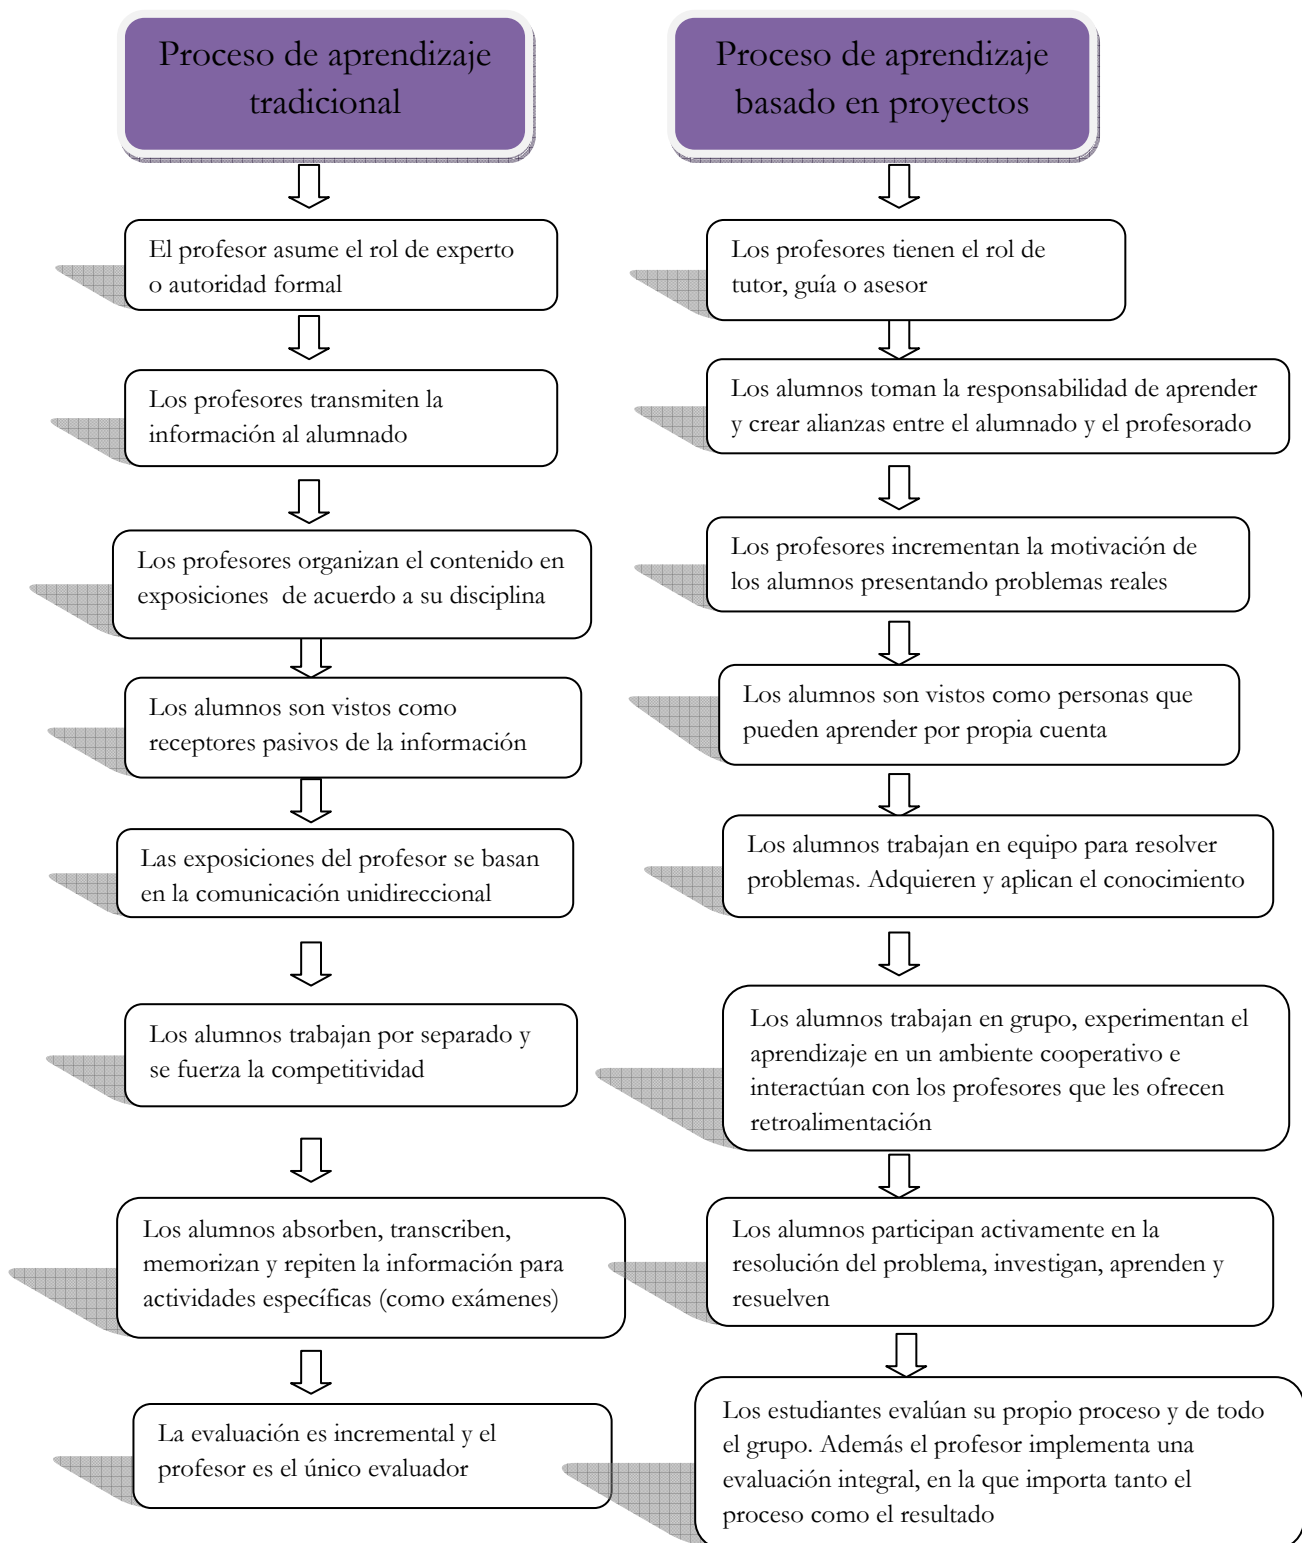 Proceso de aprendizaje
tradicional
El profesor asume el rol de experto
o autoridad formal
Los profesores transmiten la
información al alumnado
Los profesores organizan el contenido en
exposiciones  de acuerdo a su disciplina
Los alumnos son vistos como
receptores pasivos de la información
Las exposiciones del profesor se basan
en la comunicación unidireccional
Los alumnos trabajan por separado y
se fuerza la competitividad
Los alumnos absorben, transcriben,
memorizan y repiten la información para
actividades específicas (como exámenes)
La evaluación es incremental y el
profesor es el único evaluador
Proceso de aprendizaje
basado en proyectos
Los profesores tienen el rol de
tutor, guía o asesor
Los alumnos toman la responsabilidad de aprender
y crear alianzas entre el alumnado y el profesorado
Los profesores incrementan la motivación de
los alumnos presentando problemas reales
Los alumnos son vistos como personas que
pueden aprender por propia cuenta
Los alumnos trabajan en equipo para resolver
problemas. Adquieren y aplican el conocimiento
Los alumnos trabajan en grupo, experimentan el
aprendizaje en un ambiente cooperativo e
interactúan con los profesores que les ofrecen
retroalimentación
Los alumnos participan activamente en la
resolución del problema, investigan, aprenden y
resuelven
Los estudiantes evalúan su propio proceso y de todo
el grupo. Además el profesor implementa una
evaluación integral, en la que importa tanto el
proceso como el resultado